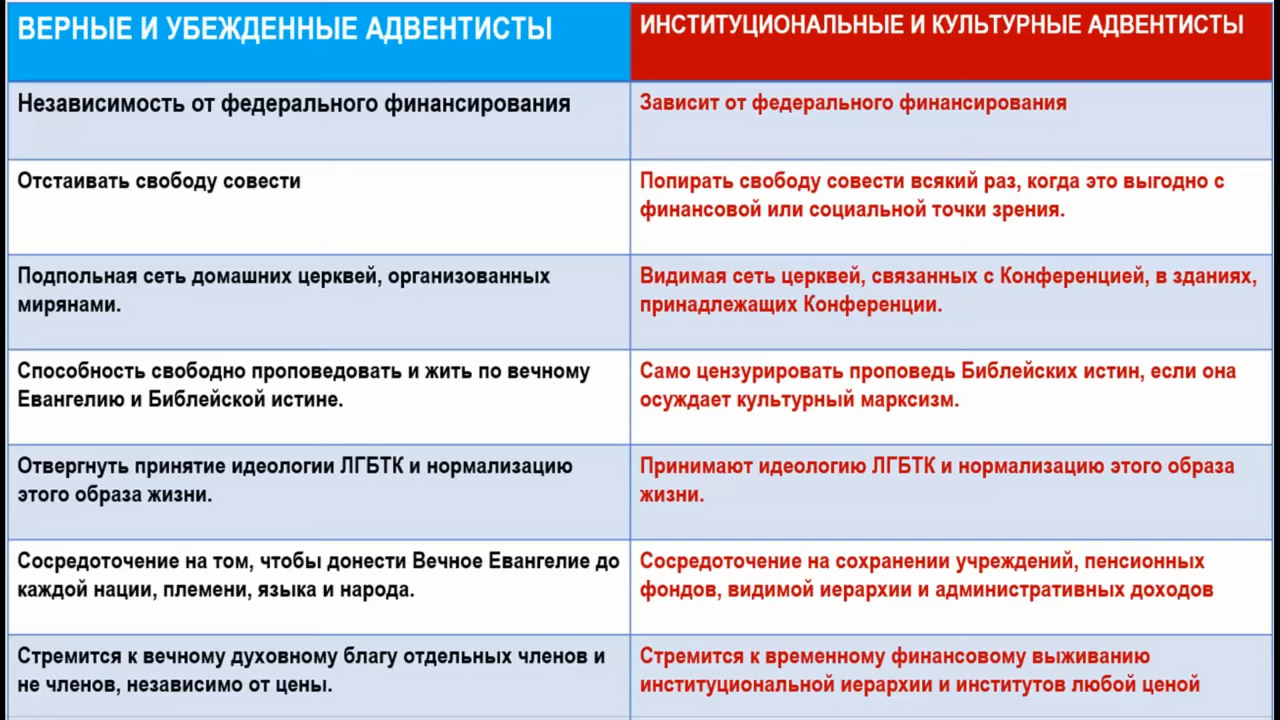 ВЕРНЫЕ И УБЕЖДЕННЫЕ АДВЕНТИСТЫ
ИНСТИТУЦИОНАЛЬНЫЕ И КУЛЬТУРНЫЕ АДВЕНТИСТЫ
Независимость от федерального финансирования
Зависит от федерального финансирования
Отстаивать свободу совести
Попирать свободу совести всякий раз, когда это выгодно с
финансовой или социальной точки зрения.
Подпольная сеть домашних церквей, организованных
мирянами.
Видимая сеть церквей, связанных с Конференцией, в зданиях,
принадлежащих Конференции.
Способность свободно проповедовать и жить по вечному
Евангелию и Библейской истине.
Само цензурировать проповедь Библейских истин, если она
осуждает культурный марксизм.
Отвергнуть принятие идеологии ЛГБТК и нормализацию
этого образа жизни.
Принимают идеологию ЛГБТК и нормализацию этого образа
жизни.
Сосредоточение на том, чтобы донести Вечное Евангелие до
каждой нации, племени, языка и народа.
Сосредоточение на сохранении учреждений, пенсионных
фондов, видимой иерархии и административных доходов
Стремится к вечному духовному благу отдельных членов и
не членов, независимо от цены.
Стремится к временному финансовому выживанию
институциональной иерархии и институтов любой ценой